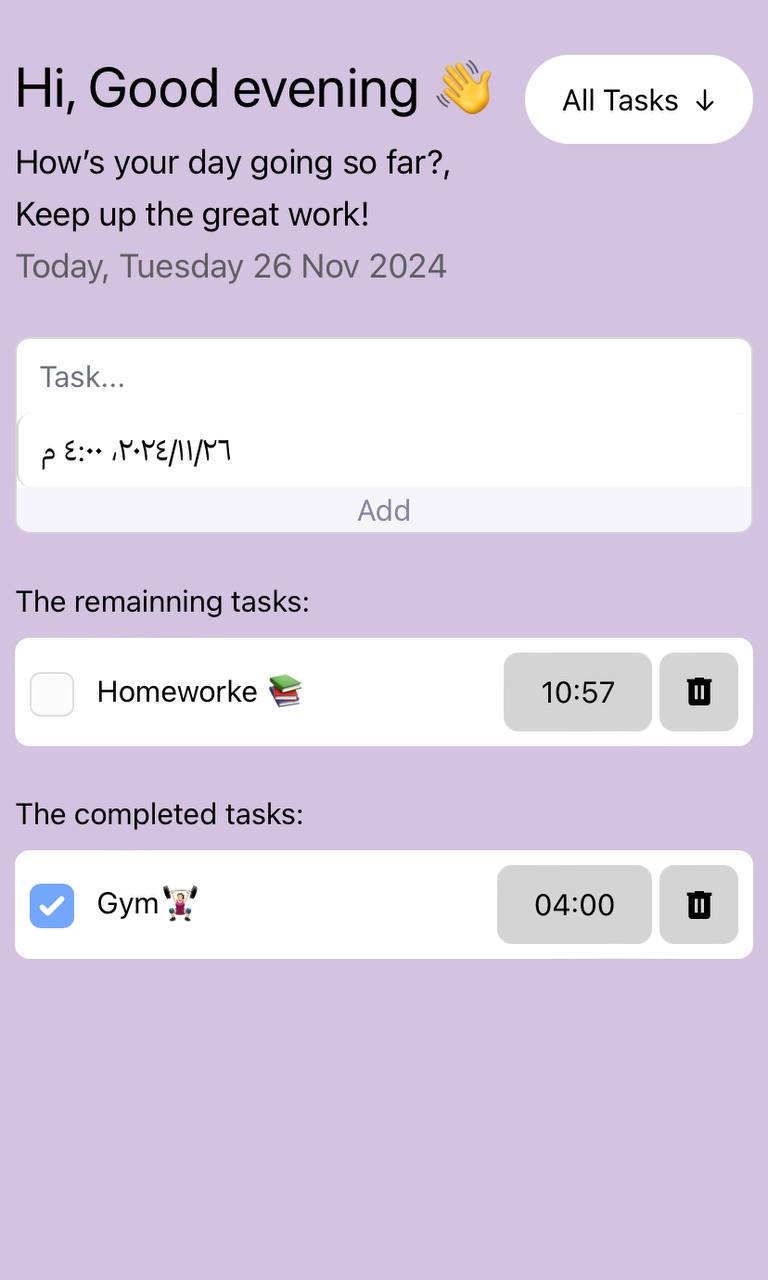 Hi, Good evening 👋
All Tasks ↓
How’s your day going so far?,
Keep up the great work!
Today, Tuesday 26 Nov 2024
Task...
٢٠٢٤/١١/٢٦، ٤:٠٠ م
Add
The remainning tasks:
Homeworke 📚
10:57
The completed tasks:
Gym🏋🏻‍♀️
04:00